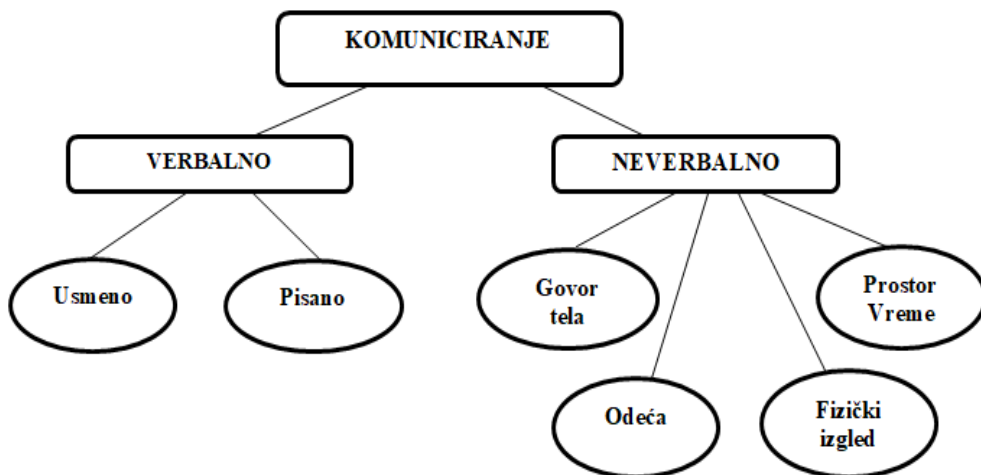 KOMUNICIRANJE
VERBALNO
NEVERBALNO
Usmeno
Pisano
Govor
tela
Prostor
Vreme
Odeća
Fizički
izgled